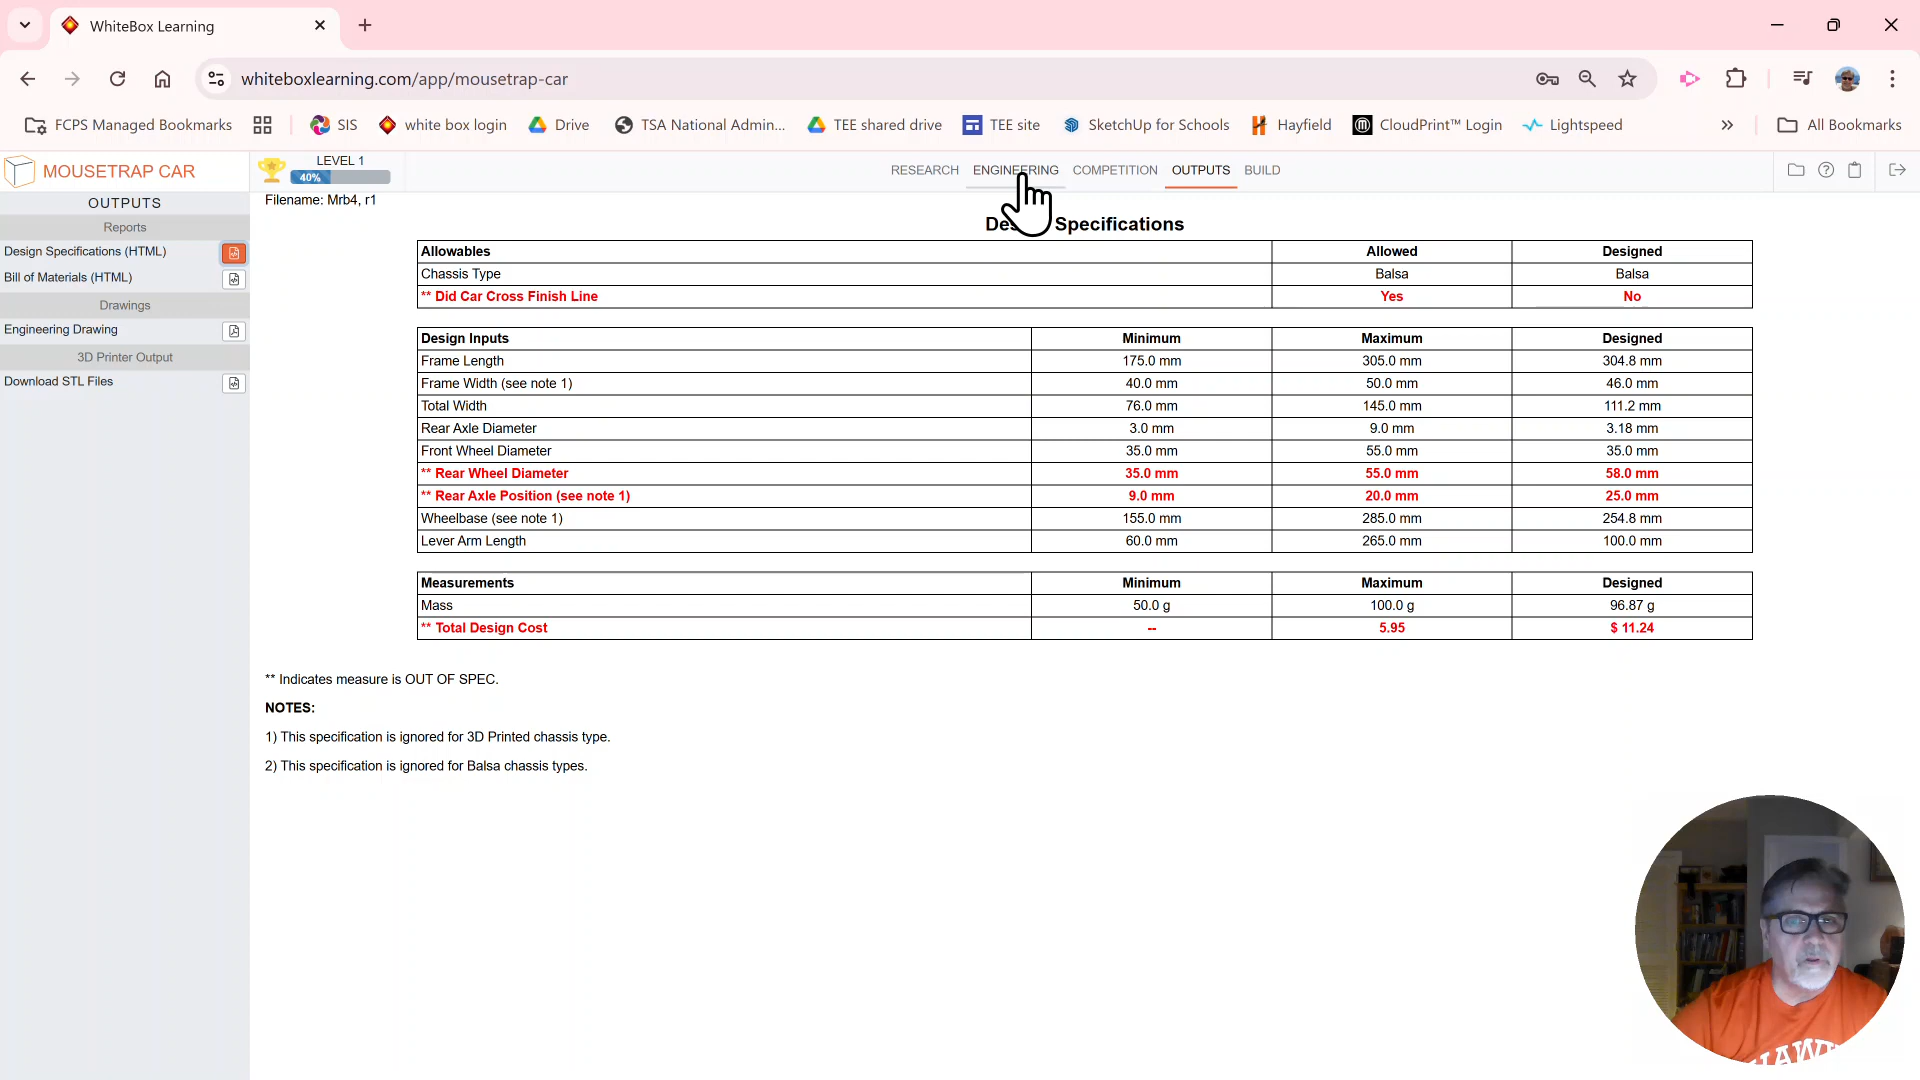 WhiteBox Learning
whiteboxlearning.com/app/mousetrap-car
FCPS Managed Bookmarks SIS white box login Drive TSA National Admin... TEE shared drive TEE site SketchUp for Schools Hayfield CloudPrint™ Login Lightspeed » All Bookmarks
MOUSETRAP CAR LEVEL 1 40% RESEARCH ENGINEERING COMPETITION OUTPUTS BUILD
OUTPUTS
Reports
Design Specifications (HTML)
Bill of Materials (HTML)
Drawings
Engineering Drawing
3D Printer Output
Download STL Files
Filename: Mrb4, r1
De Specifications
Allowables Allowed Designed
Chassis Type Balsa Balsa
** Did Car Cross Finish Line Yes No
Design Inputs Minimum Maximum Designed
Frame Length 175.0 mm 305.0 mm 304.8 mm
Frame Width (see note 1) 40.0 mm 50.0 mm 46.0 mm
Total Width 76.0 mm 145.0 mm 111.2 mm
Rear Axle Diameter 3.0 mm 9.0 mm 3.18 mm
Front Wheel Diameter 35.0 mm 55.0 mm 35.0 mm
** Rear Wheel Diameter 35.0 mm 55.0 mm 58.0 mm
** Rear Axle Position (see note 1) 9.0 mm 20.0 mm 25.0 mm
Wheelbase (see note 1) 155.0 mm 285.0 mm 254.8 mm
Lever Arm Length 60.0 mm 265.0 mm 100.0 mm
Measurements Minimum Maximum Designed
Mass 50.0 g 100.0 g 96.87 g
** Total Design Cost -- 5.95 $ 11.24
** Indicates measure is OUT OF SPEC.
NOTES:
1) This specification is ignored for 3D Printed chassis type.
2) This specification is ignored for Balsa chassis types.